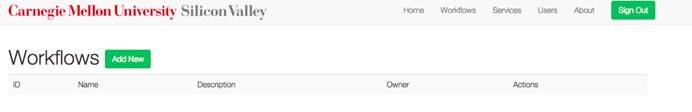 Carnegie Mellon University Silicon Valley Home Workflows Services Users About Sign Out
Workflows Add New
ID Name Description Owner Actions